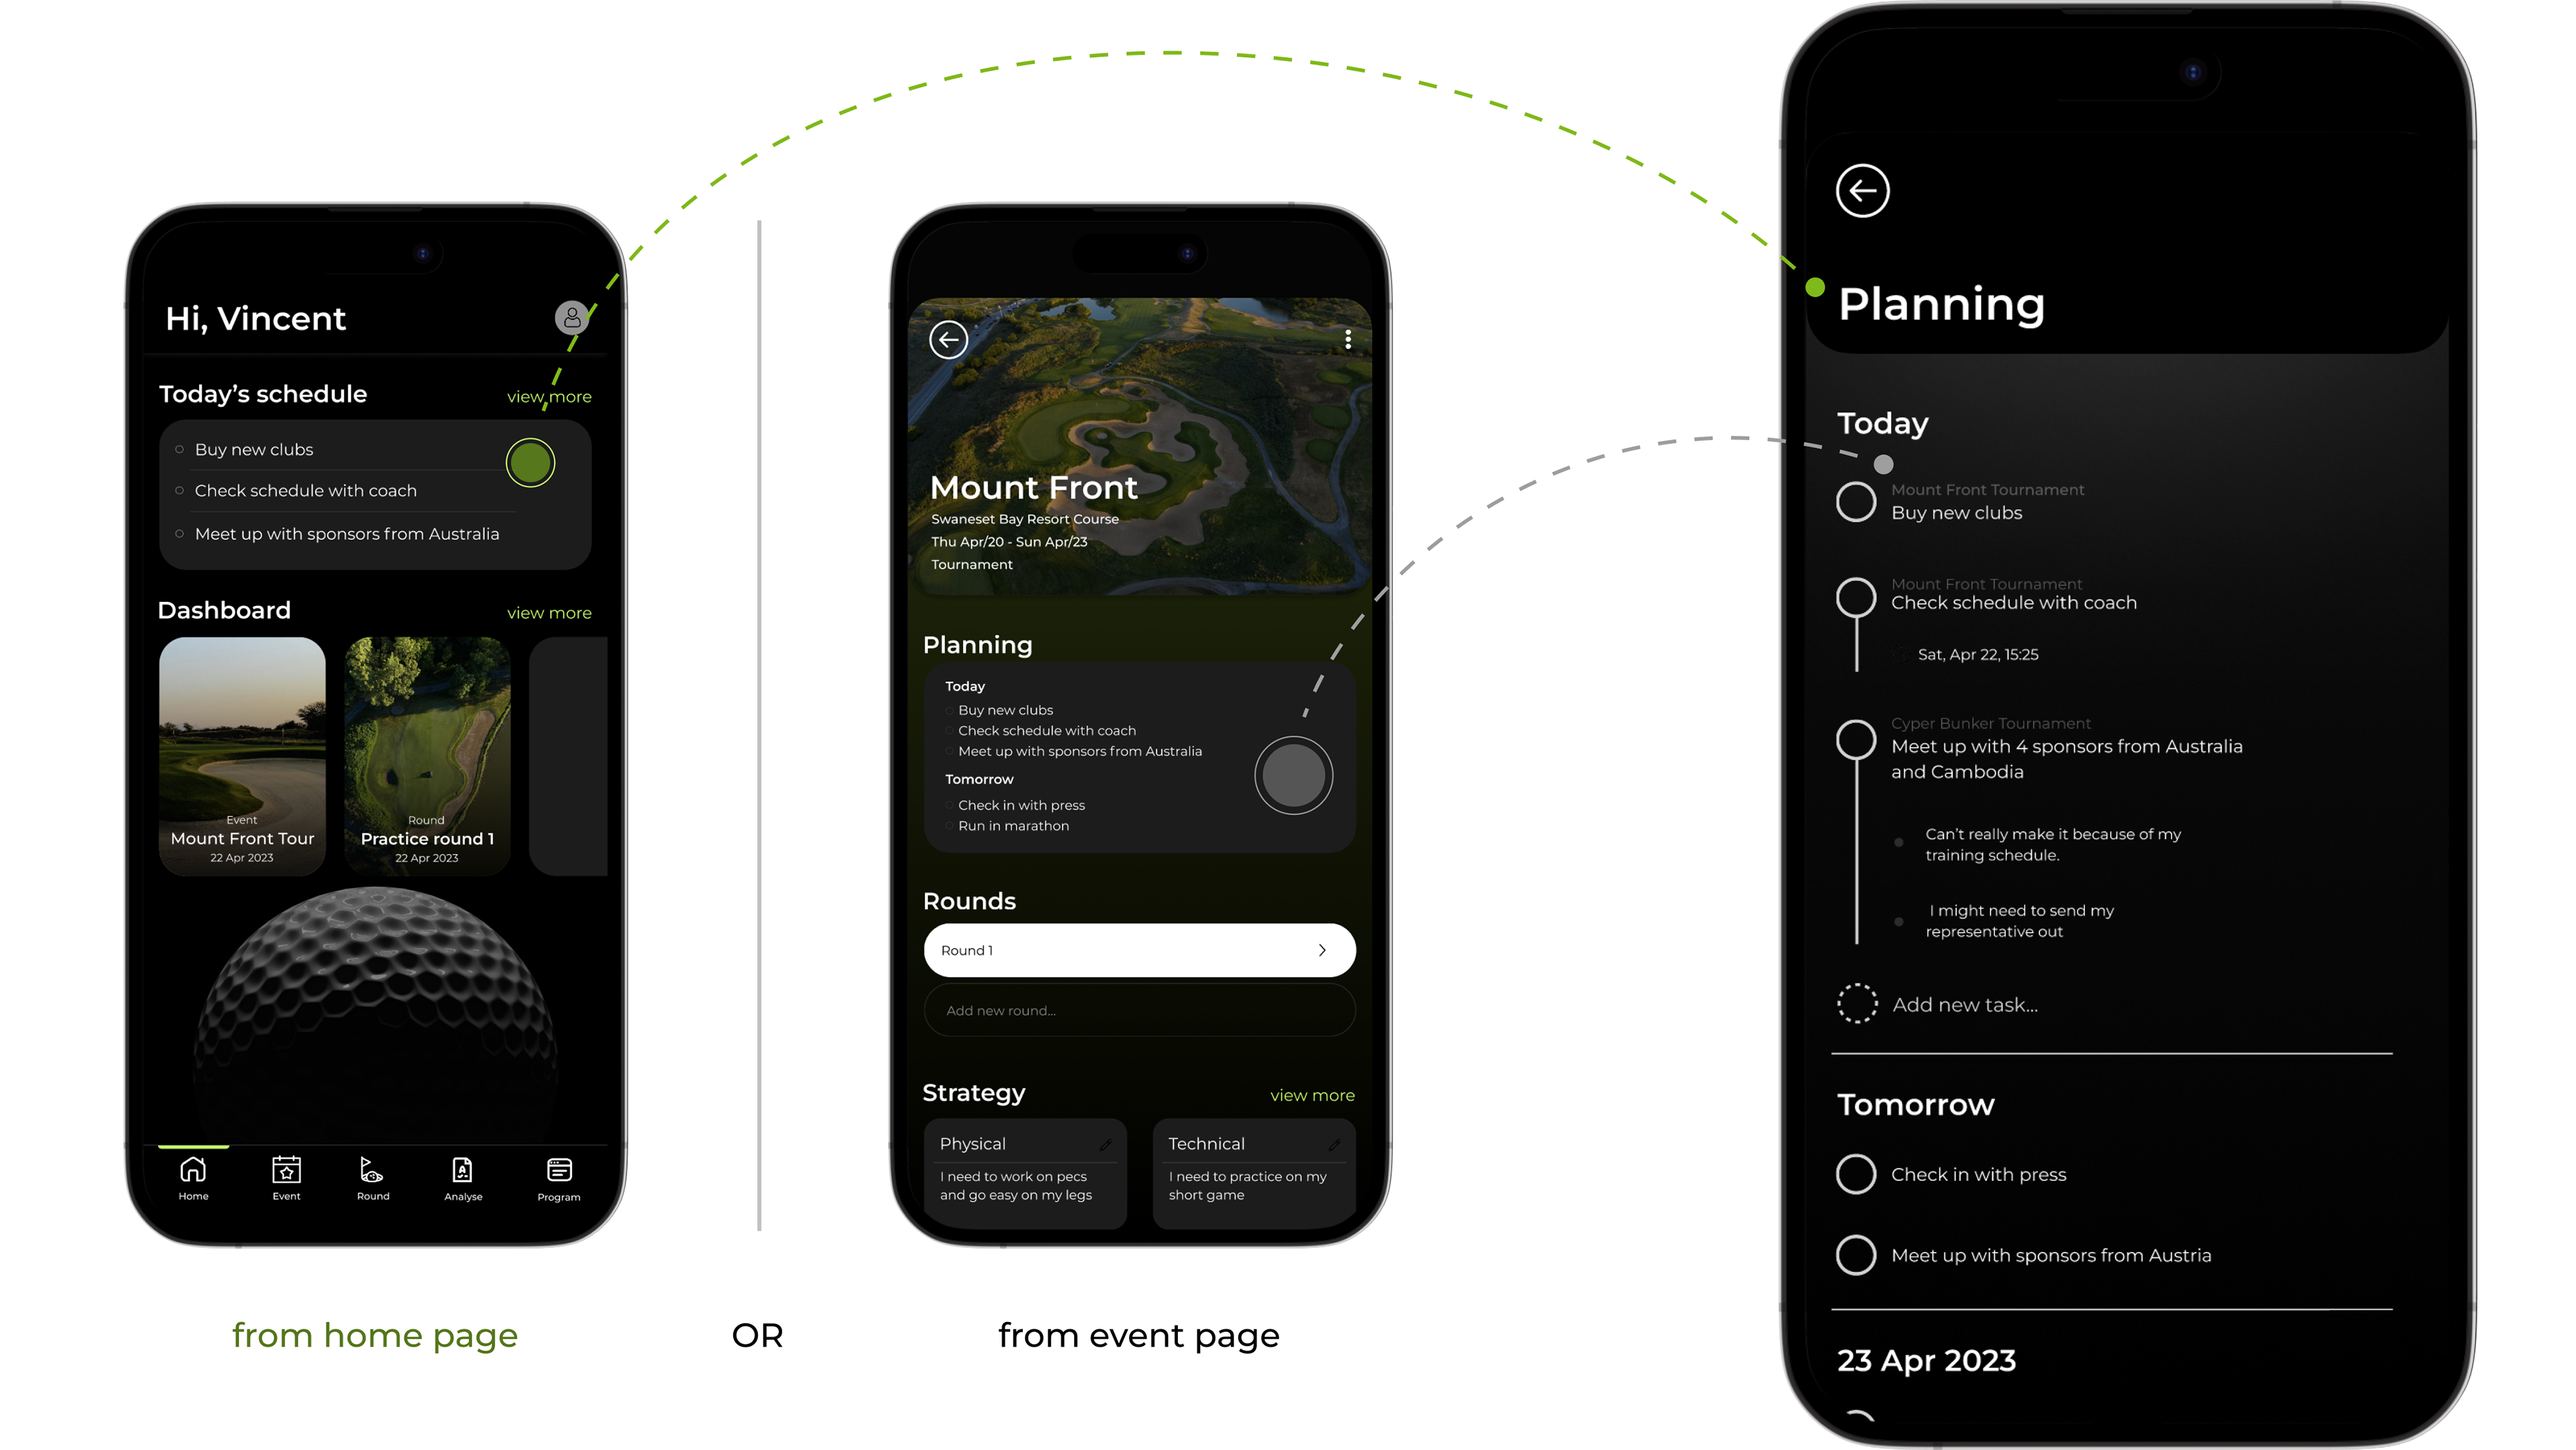 Hi, Vincent
Today's schedule
view more
Buy new clubs
Check schedule with coach
Meet up with sponsors from Australia
Dashboard
view more
Event
Mount Front Tour
22 Apr 2023
Round
Practice round 1
22 Apr 2023
Home
Event
Round
Analyse
Program
from home page
OR
Mount Front
Swaneset Bay Resort Course
Thu Apr/20 - Sun Apr/23
Tournament
Planning
Today
Buy new clubs
Check schedule with coach
Meet up with sponsors from Australia
Tomorrow
Check in with press
Run in marathon
Rounds
Round 1
Add new round...
Strategy
view more
Physical
I need to work on pecs
and go easy on my legs
Technical
I need to practice on my
short game
from event page
Planning
Today
Mount Front Tournament
Buy new clubs
Mount Front Tournament
Check schedule with coach
Sat, Apr 22, 15:25
Cyper Bunker Tournament
Meet up with 4 sponsors from Australia
and Cambodia
Can't really make it because of my
training schedule.
I might need to send my
representative out
Add new task...
Tomorrow
Check in with press
Meet up with sponsors from Austria
23 Apr 2023